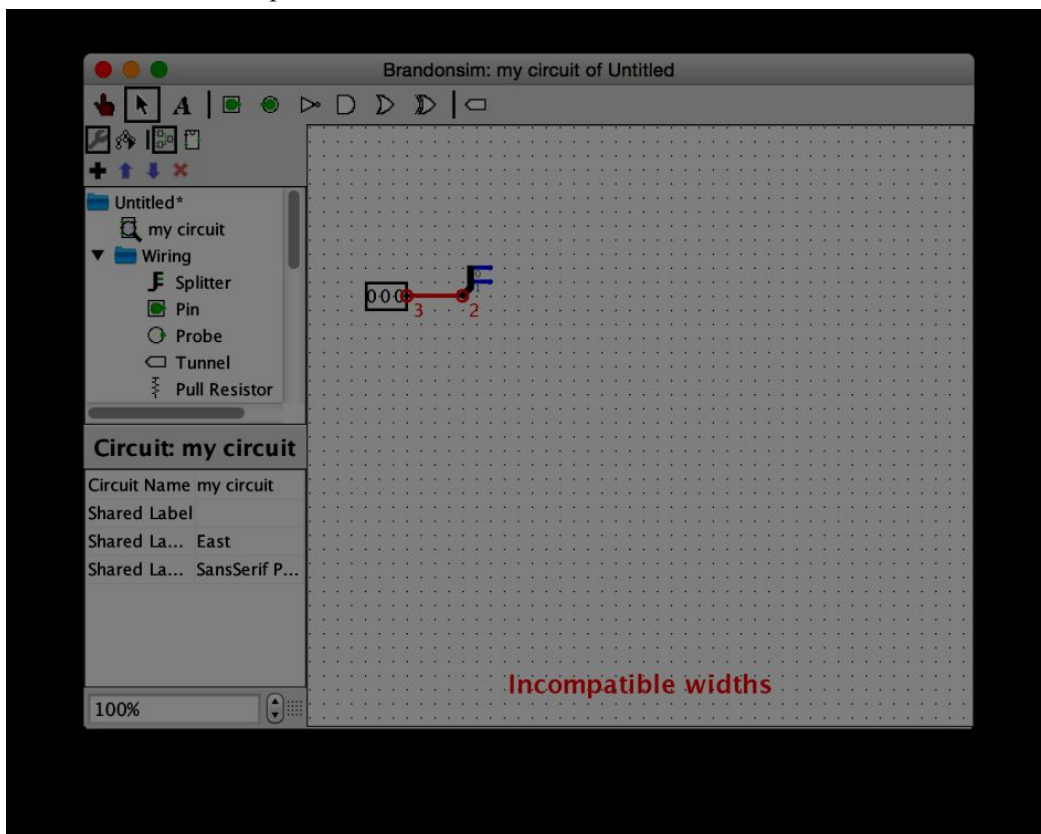 Brandonsim: my circuit of Untitled
A
Untitled*
my circuit
Wiring
Splitter
Pin
Probe
Tunnel
Pull Resistor
0
1
000
3 2
Circuit: my circuit
Circuit Name my circuit
Shared Label
Shared La... East
Shared La... SansSerif P...
Incompatible widths
100%